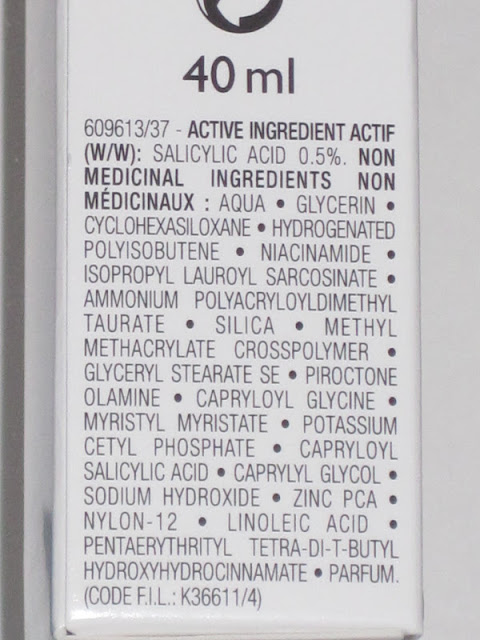 40 ml
609613/37 - ACTIVE INGREDIENT ACTIF
(W/W): SALICYLIC ACID 0.5%. NON
MEDICINAL INGREDIENTS NON
MÉDICINAUX : AQUA • GLYCERIN •
CYCLOHEXASILOXANE • HYDROGENATED
POLYISOBUTENE • NIACINAMIDE •
ISOPROPYL LAUROYL SARCOSINATE •
AMMONIUM POLYACRYLOYLDIMETHYL
TAURATE • SILICA • METHYL
METHACRYLATE CROSSPOLYMER •
GLYCERYL STEARATE SE • PIROCTONE
OLAMINE • CAPRYLOYL GLYCINE •
MYRISTYL MYRISTATE • POTASSIUM
CETYL PHOSPHATE • CAPRYLOYL
SALICYLIC ACID • CAPRYLYL GLYCOL •
SODIUM HYDROXIDE • ZINC PCA •
NYLON-12 • LINOLEIC ACID •
PENTAERYTHRITYL TETRA-DI-T-BUTYL
HYDROXYHYDROCINNAMATE • PARFUM.
(CODE F.I.L.: K36611/4)